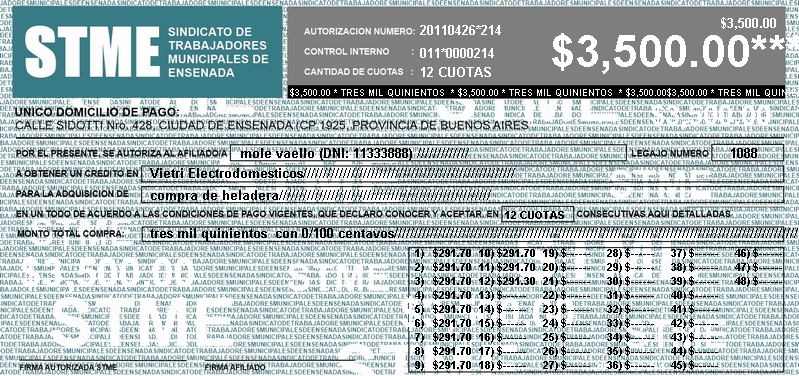 STME
SINDICATO DE
TRABAJADORES
MUNICIPALES DE
ENSENADA
AUTORIZACION NUMERO: 20110426*214
CONTROL INTERNO : 011*0000214
CANTIDAD DE CUOTAS : 12 CUOTAS
$3,500.00
$3,500.00**
$3,500.00 * TRES MIL QUINIENTOS * $3,500.00 * TRES MIL QUINIENTOS * $3,500.00$3,500.00 * TRES MIL QUIN
UNICO DOMICILIO DE PAGO:
CALLE SIDOTTI Nro. 428, CIUDAD DE ENSENADA (CP 1925, PROVINCIA DE BUENOS AIRES
POR EL PRESENTE, SE AUTORIZA AL AFILIADO/A mole vaello (DNI: 11333888) LEGAJO NUMERO 1088
A OBTENER UN CREDITO EN Vietri Electrodomesticos
PARA LA ADQUISICION DE compra de heladera
EN UN TODO DE ACUERDO A LAS CONDICIONES DE PAGO VIGENTES, QUE DECLARO CONOCER Y ACEPTAR, EN 12 CUOTAS CONSECUTIVAS AQUI DETALLADAS.
MONTO TOTAL COMPRA: tres mil quinientos con 0/100 centavos
1) $291.70 10) $291.70 19) $------ 28) $------ 37) $------ 46) $------
2) $291.70 11) $291.70 20) $------ 29) $------ 38) $------ 47) $------
3) $291.70 12) $291.30 21) $------ 30) $------ 39) $------ 48) $------
4) $291.70 13) $------ 22) $------ 31) $------ 40) $------
5) $291.70 14) $------ 23) $------ 32) $------ 41) $------
6) $291.70 15) $------ 24) $------ 33) $------ 42) $------
7) $291.70 16) $------ 25) $------ 34) $------ 43) $------
8) $291.70 17) $------ 26) $------ 35) $------ 44) $------
9) $291.70 18) $------ 27) $------ 36) $------ 45) $------
FIRMA AUTORIZADA STME FIRMA AFILIADO